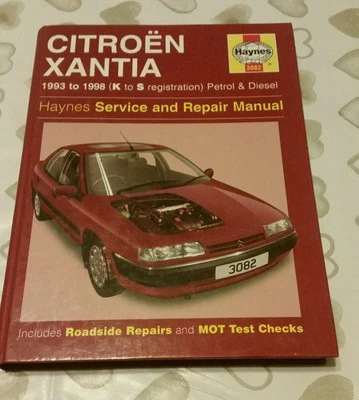 CITROËN
XANTIA
Haynes
3082
1993 to 1998 (K to S registration) Petrol & Diesel
Haynes Service and Repair Manual
3082
Includes Roadside Repairs and MOT Test Checks